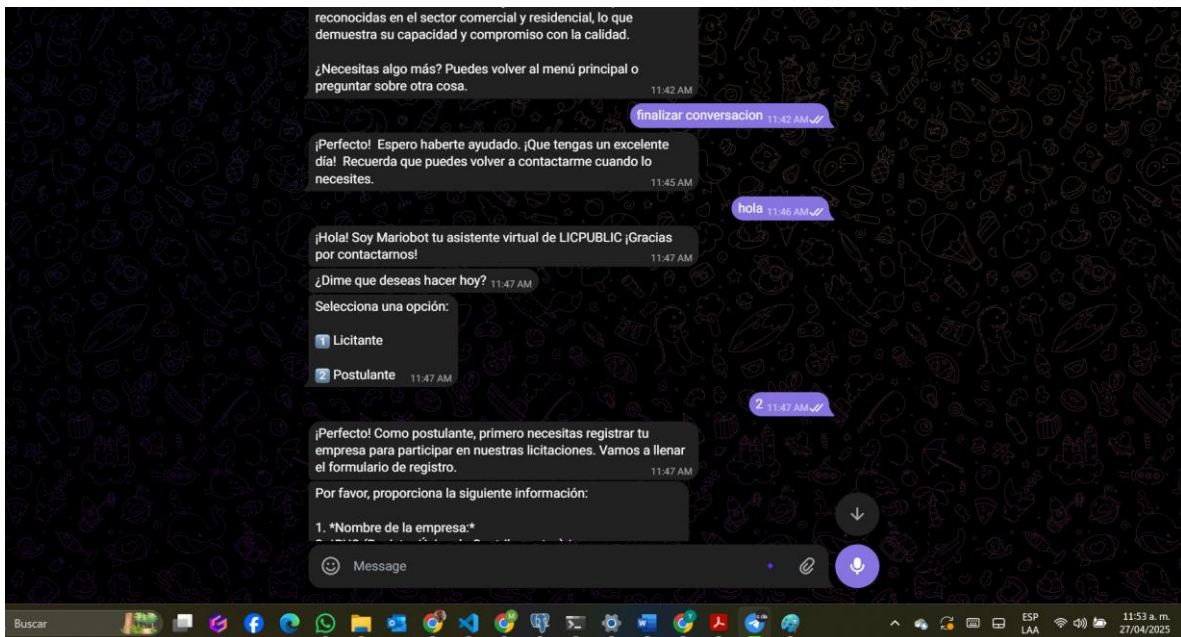 reconocidas en el sector comercial y residencial, lo que
demuestra su capacidad y compromiso con la calidad.
¿Necesitas algo más? Puedes volver al menú principal o
preguntar sobre otra cosa.
11:42 AM
finalizar conversacion 11:42 AM
¡Perfecto! Espero haberte ayudado. ¡Que tengas un excelente
día! Recuerda que puedes volver a contactarme cuando lo
necesites.
11:45 AM
hola 11:46 AM
¡Hola! Soy Mariobot tu asistente virtual de LICPUBLIC ¡Gracias
por contactarnos!
11:47 AM
¿Dime que deseas hacer hoy? 11:47 AM
Selecciona una opción:
1 Licitante
2 Postulante 11:47 AM
2 11:47 AM
¡Perfecto! Como postulante, primero necesitas registrar tu
empresa para participar en nuestras licitaciones. Vamos a llenar
el formulario de registro.
11:47 AM
Por favor, proporciona la siguiente información:
1. *Nombre de la empresa:*
Message
Buscar
ESP
LAA
11:53 a. m.
27/04/2025